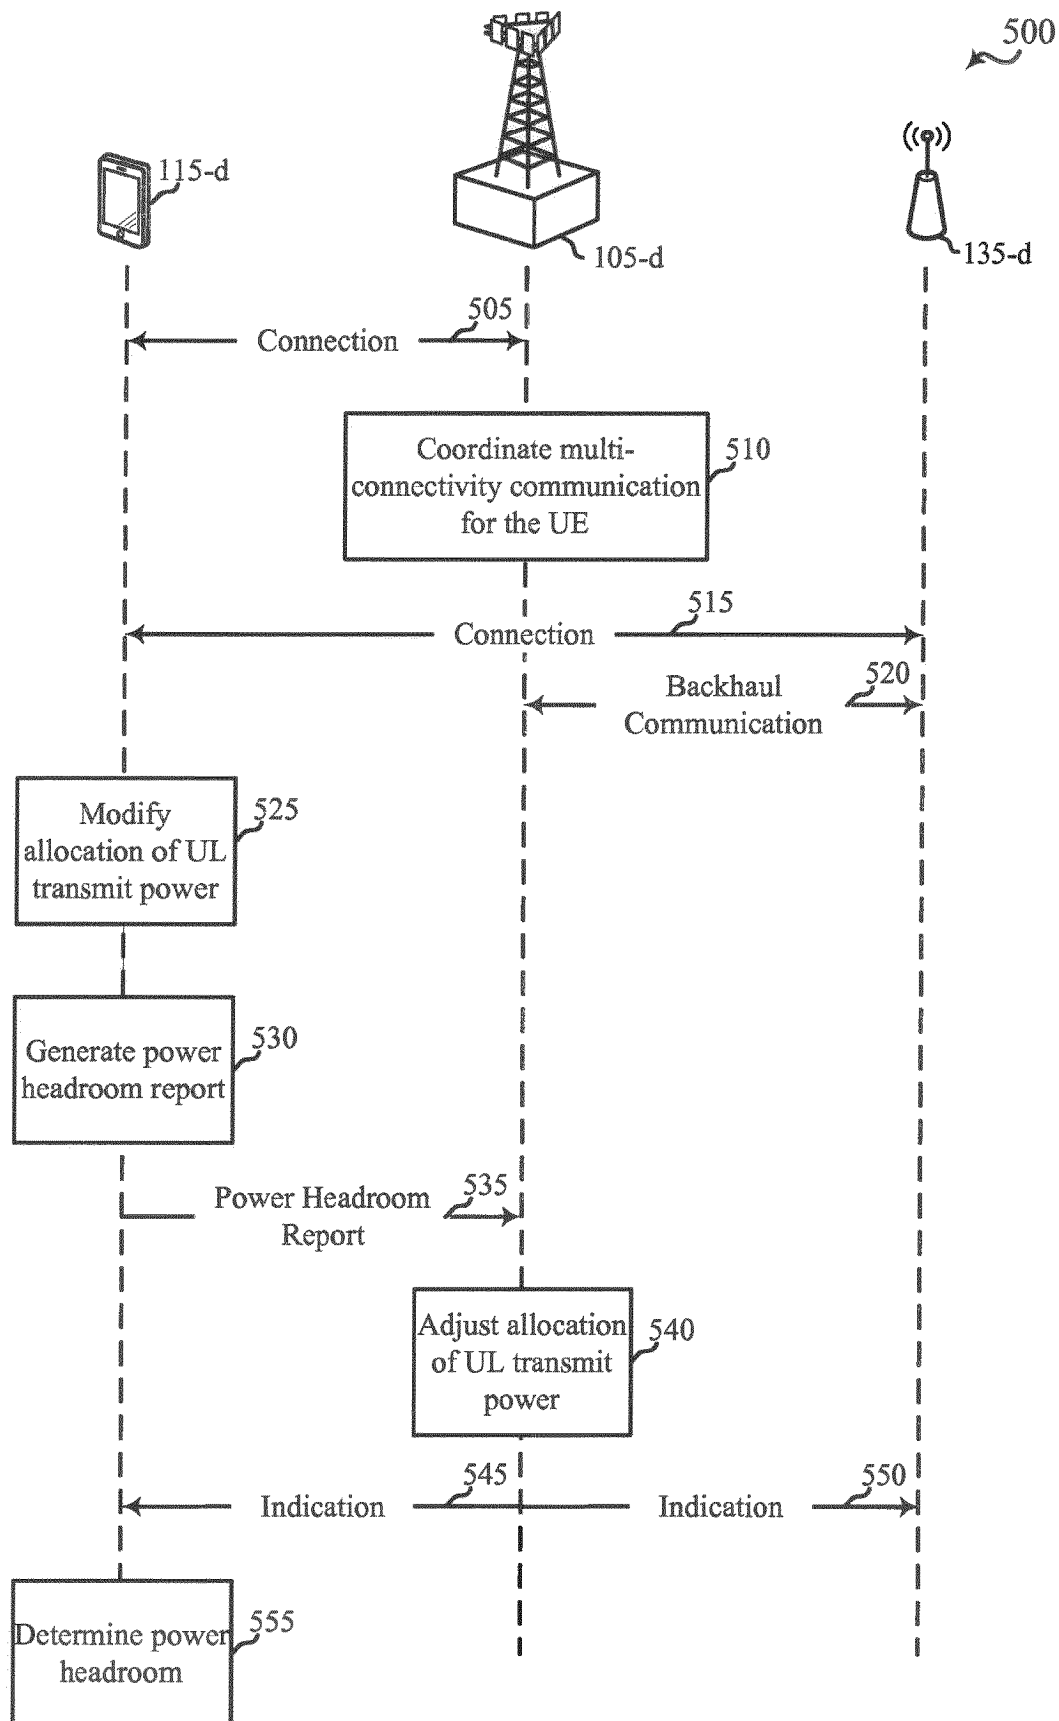 500
115-d
105-d
135-d
505
Connection
Coordinate multi-
connectivity communication
for the UE
510
515
Connection
520
Backhaul
Communication
Modify
allocation of UL
transmit power
525
Generate power
headroom report
530
Power Headroom
Report
535
Adjust allocation
of UL transmit
power
540
545
Indication
550
Indication
Determine power
headroom
555